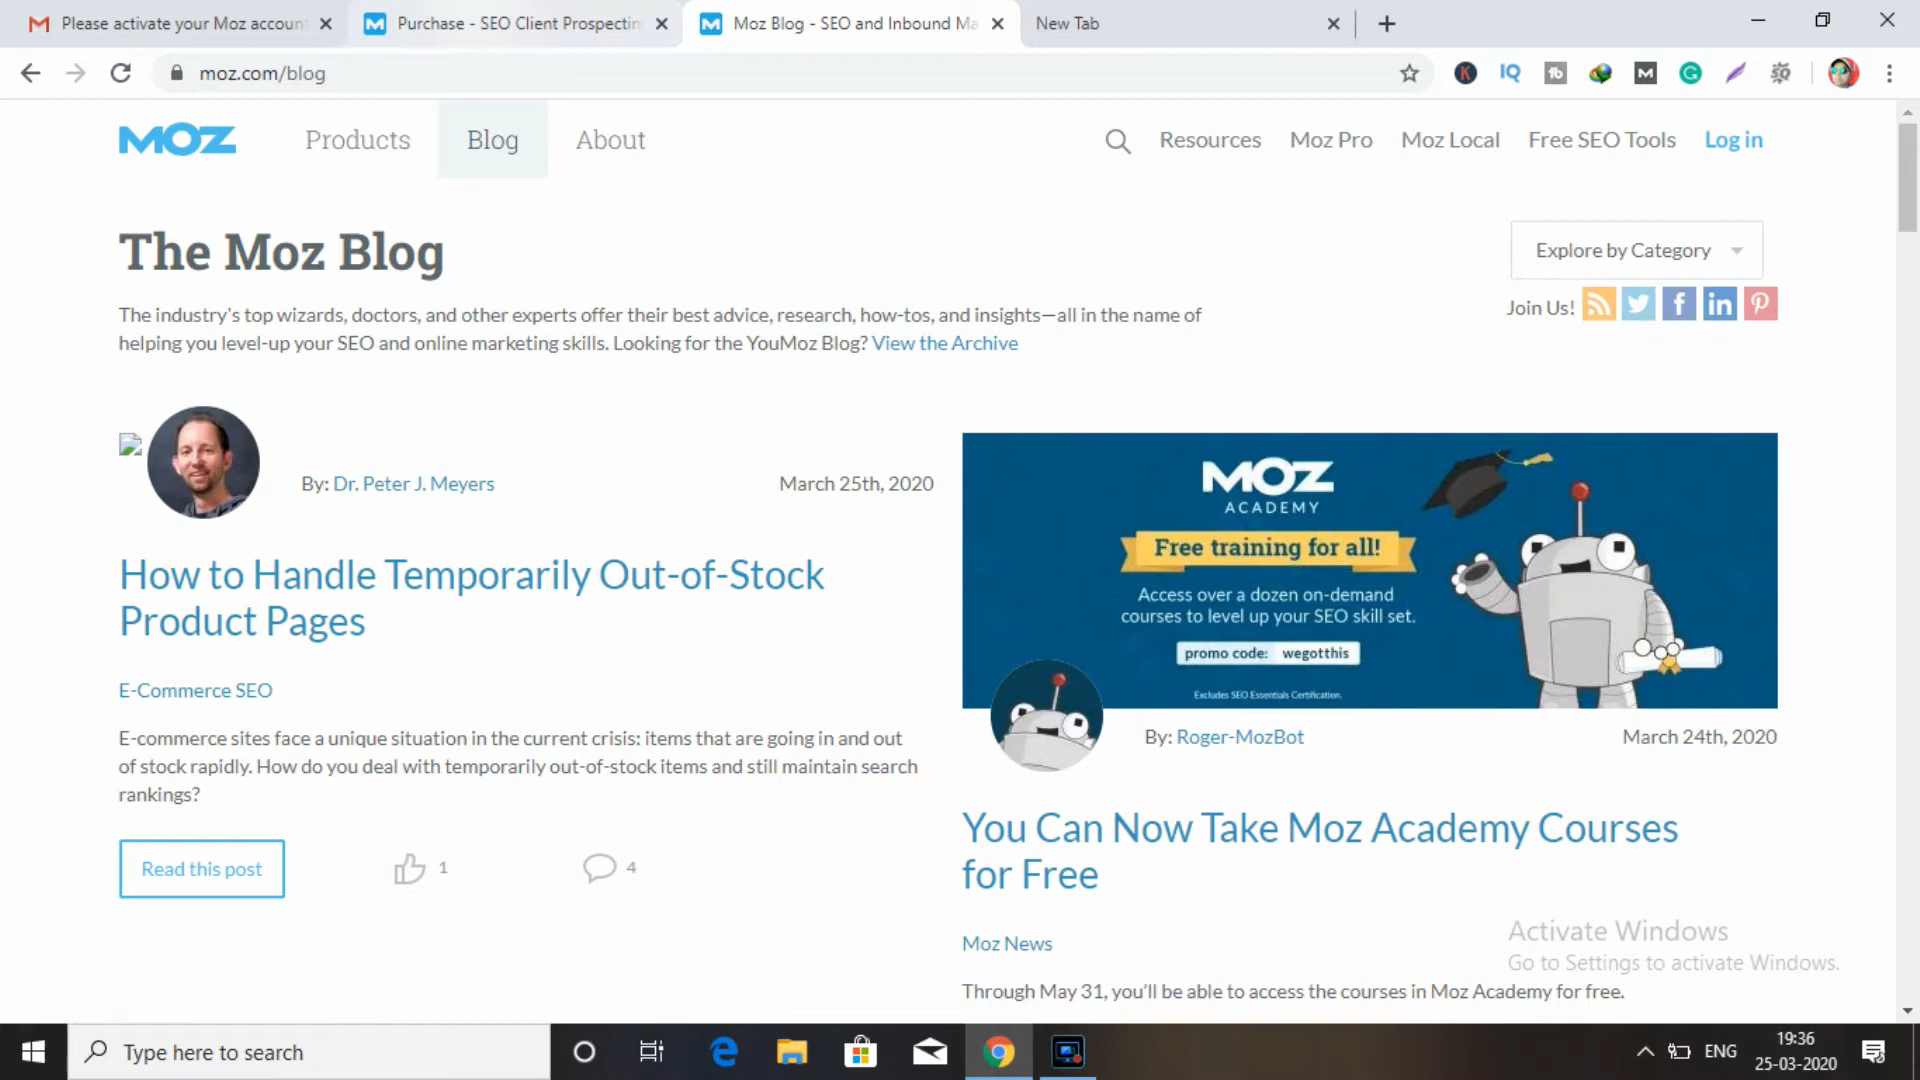 Please activate your Moz accoun
Purchase - SEO Client Prospectin
Moz Blog - SEO and Inbound Ma
New Tab
moz.com/blog
MOZ
Products
Blog
About
Resources
Moz Pro
Moz Local
Free SEO Tools
Log in
The Moz Blog
Explore by Category
Join Us!
The industry's top wizards, doctors, and other experts offer their best advice, research, how-tos, and insights—all in the name of
helping you level-up your SEO and online marketing skills. Looking for the YouMoz Blog? View the Archive
By: Dr. Peter J. Meyers
March 25th, 2020
How to Handle Temporarily Out-of-Stock
Product Pages
E-Commerce SEO
E-commerce sites face a unique situation in the current crisis: items that are going in and out
of stock rapidly. How do you deal with temporarily out-of-stock items and still maintain search
rankings?
Read this post
1
4
MOZ
ACADEMY
Free training for all!
Access over a dozen on-demand
courses to level up your SEO skill set.
promo code: wegotthis
Excludes SEO Essentials Certification.
By: Roger-MozBot
March 24th, 2020
You Can Now Take Moz Academy Courses
for Free
Moz News
Through May 31, you'll be able to access the courses in Moz Academy for free.
Activate Windows
Go to Settings to activate Windows.
Type here to search
ENG
19:36
25-03-2020